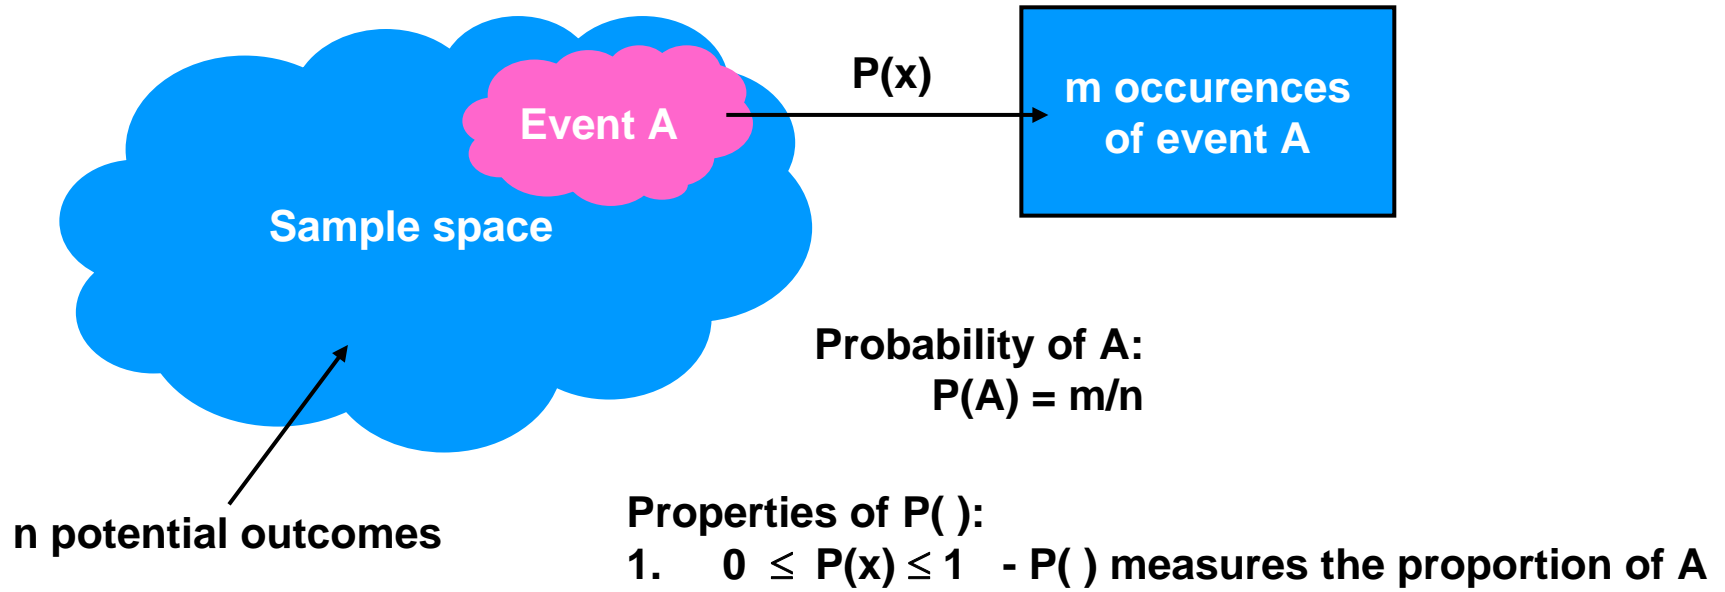 P(x)
m occurences
of event A
Event A
Sample space
Probability of A:
P(A) = m/n
n potential outcomes
Properties of P( ):
1. 0 ≤ P(x) ≤ 1 - P( ) measures the proportion of A